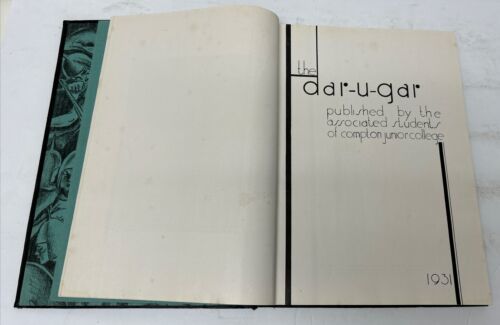 the
dar-u-gar
published by the
associated students
of compton junior college
1931